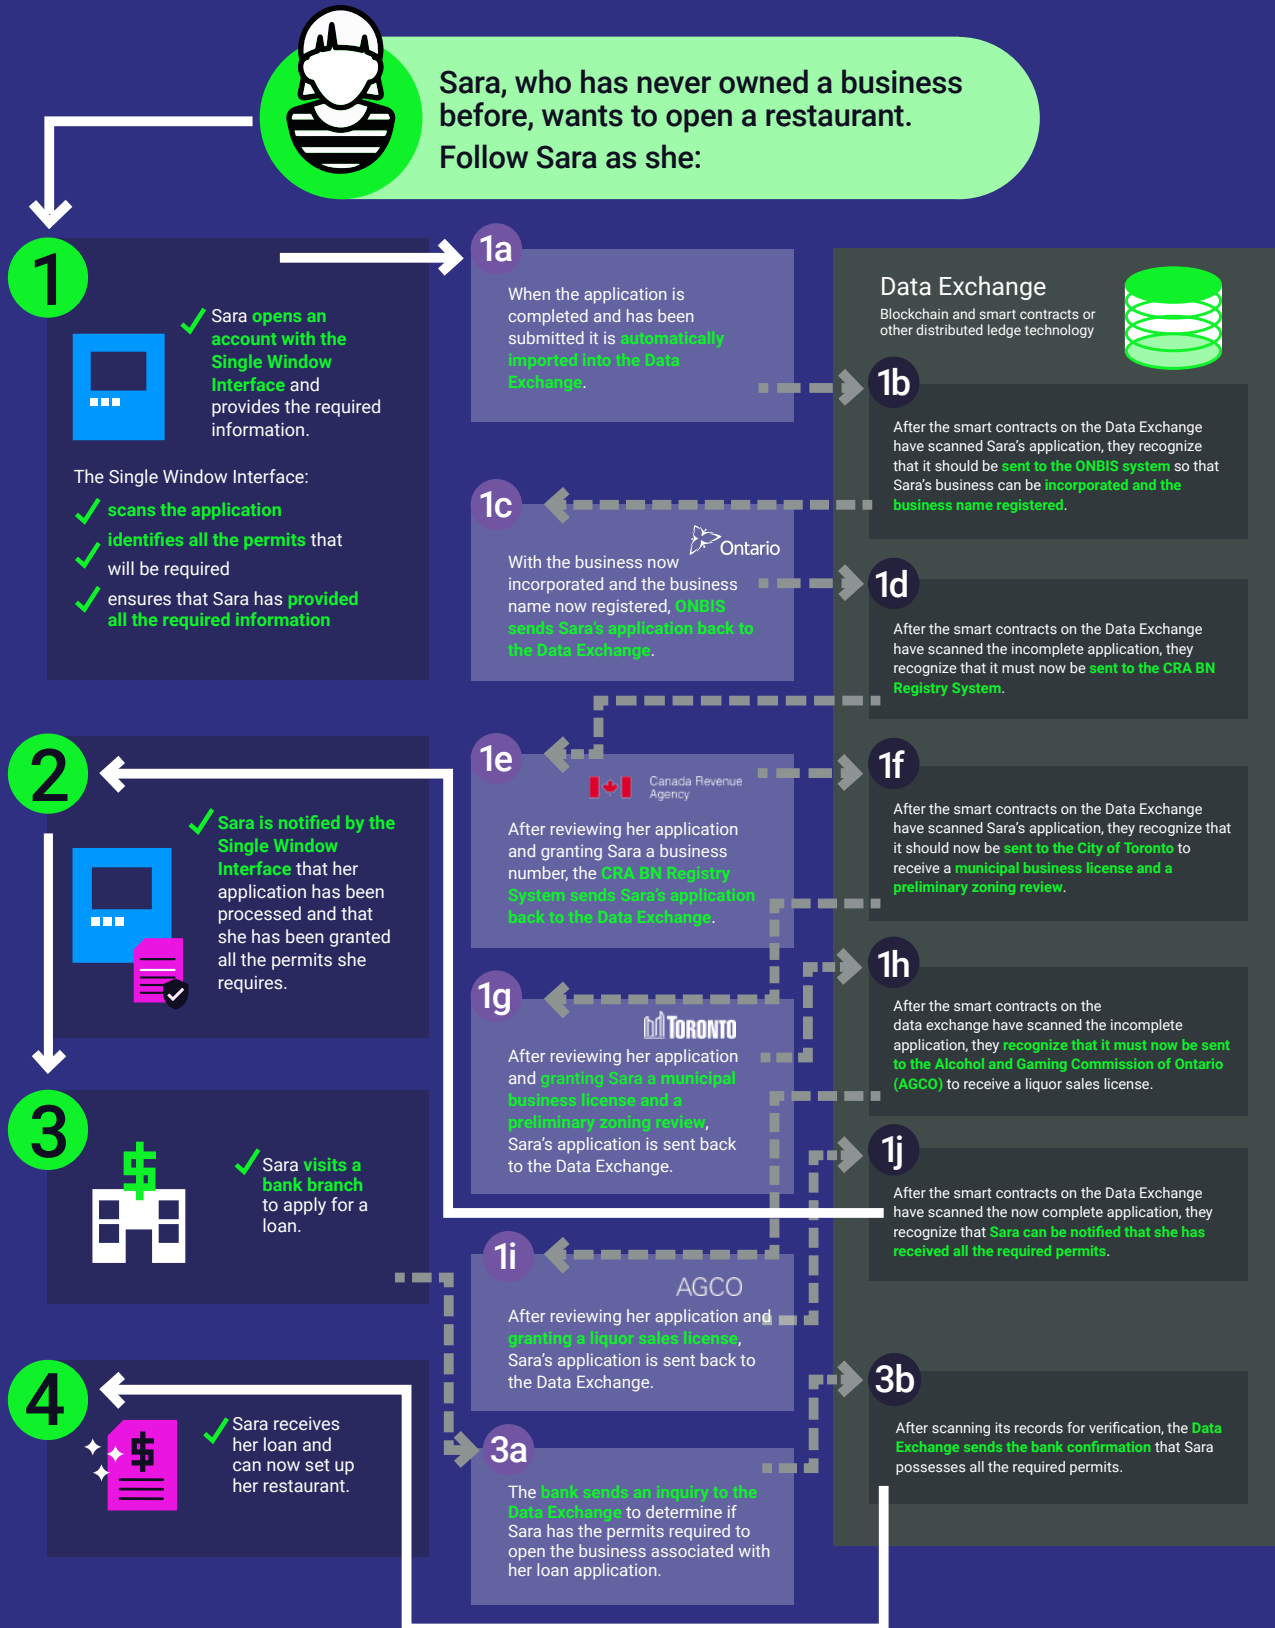 Sara, who has never owned a business
before, wants to open a restaurant.
Follow Sara as she:
1
Sara opens an
account with the
Single Window
Interface and
provides the required
information.
The Single Window Interface:
scans the application
identifies all the permits that
will be required
ensures that Sara has provided
all the required information
1a
When the application is
completed and has been
submitted it is automatically
imported into the Data
Exchange.
Data Exchange
Blockchain and smart contracts or
other distributed ledge technology
1b
After the smart contracts on the Data Exchange
have scanned Sara's application, they recognize
that it should be sent to the ONBIS system so that
Sara's business can be incorporated and the
business name registered.
1c
Ontario
With the business now
incorporated and the business
name now registered, ONBIS
sends Sara's application back to
the Data Exchange.
1d
After the smart contracts on the Data Exchange
have scanned the incomplete application, they
recognize that it must now be sent to the CRA BN
Registry System.
1e
Canada Revenue
Agency
After reviewing her application
and granting Sara a business
number, the CRA BN Registry
System sends Sara's application
back to the Data Exchange.
1f
After the smart contracts on the Data Exchange
have scanned Sara's application, they recognize that
it should now be sent to the City of Toronto to
receive a municipal business license and a
preliminary zoning review.
1g
TORONTO
After reviewing her application
and granting Sara a municipal
business license and a
preliminary zoning review,
Sara's application is sent back
to the Data Exchange.
1h
After the smart contracts on the
data exchange have scanned the incomplete
application, they recognize that it must now be sent
to the Alcohol and Gaming Commission of Ontario
(AGCO) to receive a liquor sales license.
1i
AGCO
After reviewing her application and
granting a liquor sales license,
Sara's application is sent back to
the Data Exchange.
1j
After the smart contracts on the Data Exchange
have scanned the now complete application, they
recognize that Sara can be notified that she has
received all the required permits.
2
Sara is notified by the
Single Window
Interface that her
application has been
processed and that
she has been granted
all the permits she
requires.
3
$
Sara visits a
bank branch
to apply for a
loan.
3a
The bank sends an inquiry to the
Data Exchange to determine if
Sara has the permits required to
open the business associated with
her loan application.
3b
After scanning its records for verification, the Data
Exchange sends the bank confirmation that Sara
possesses all the required permits.
4
$
Sara receives
her loan and
can now set up
her restaurant.